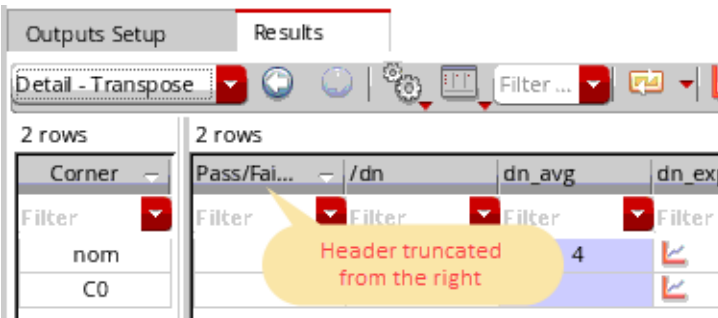 Outputs Setup
Results
Detail - Transpose
Filter ...
2 rows
2 rows
Corner
Pass/Fai...
/dn
dn_avg
dn_exp
Filter
Filter
Filter
Filter
Filter
nom
4
C0
Header truncated
from the right